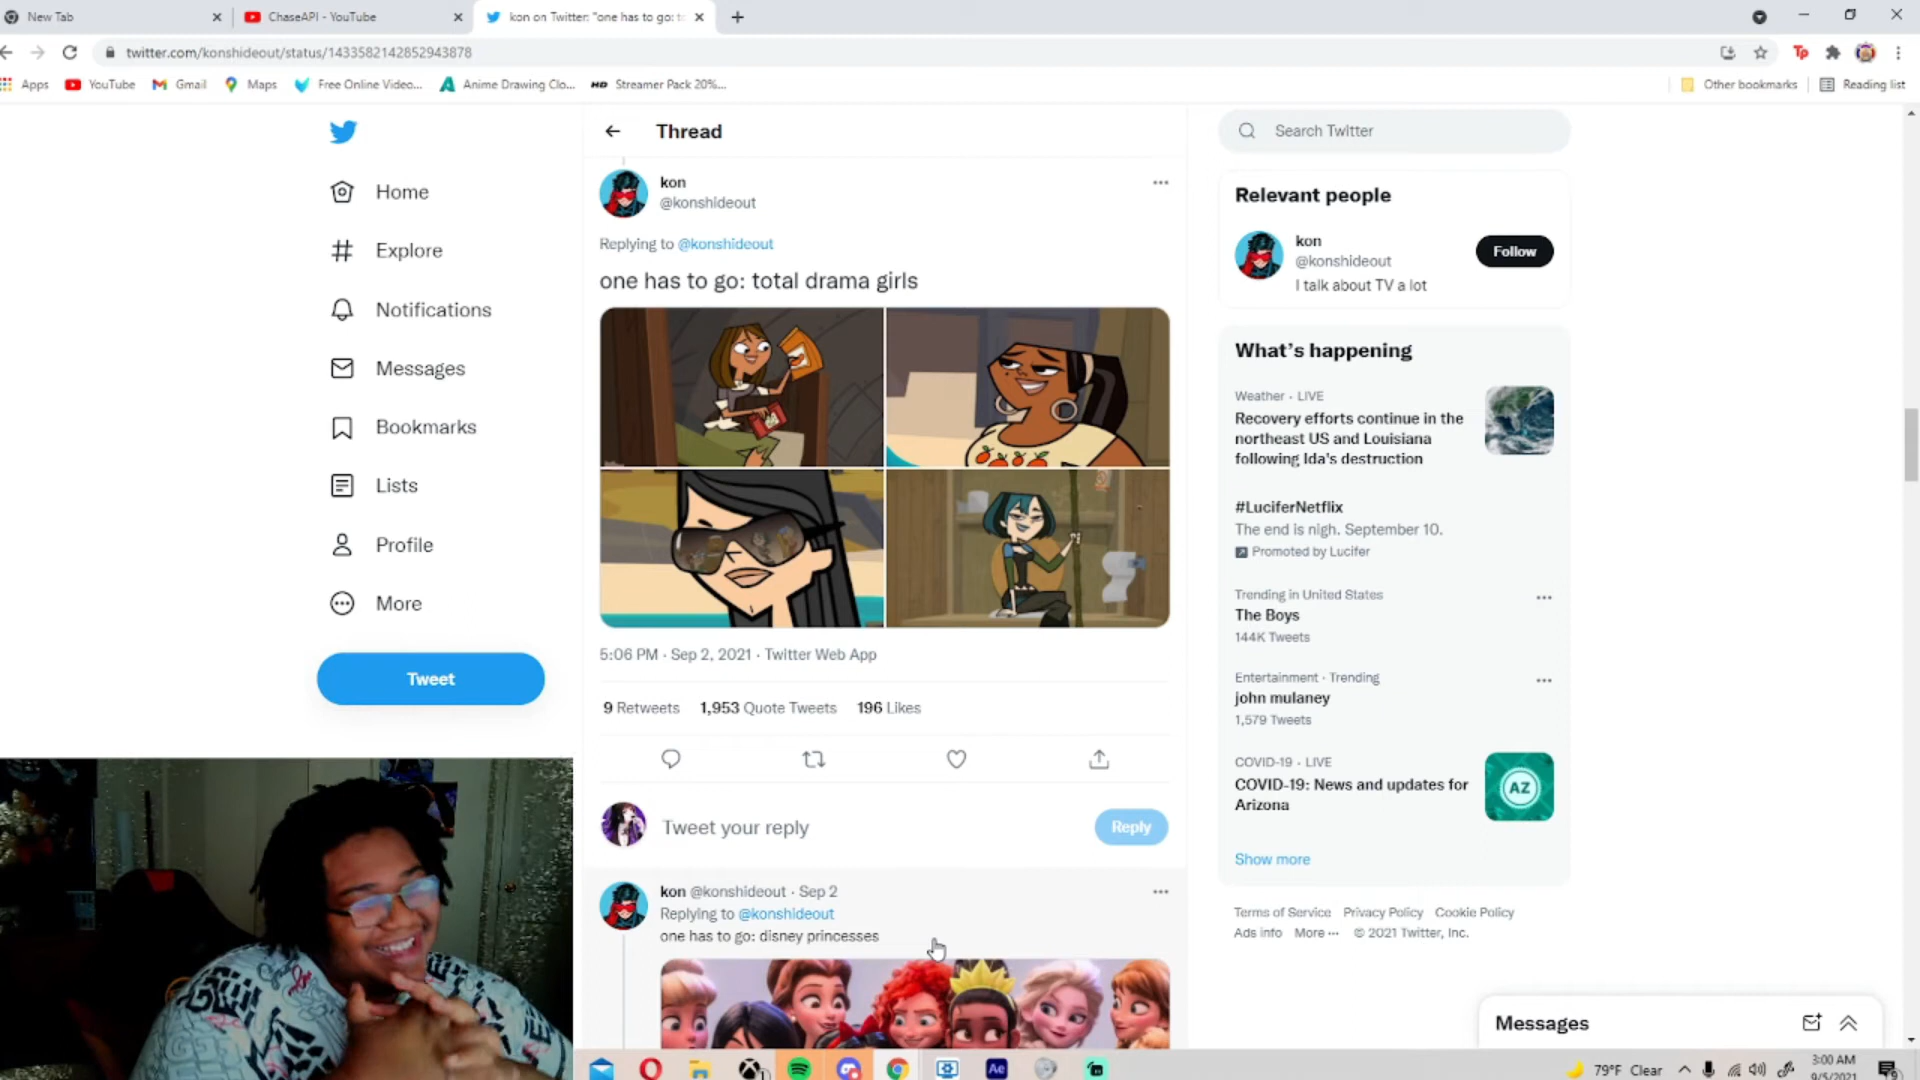 New Tab
ChaseAPI - YouTube
kon on Twitter: "one has to go: t
twitter.com/konshideout/status/1433582142852943878
Apps
YouTube
Gmail
Maps
Free Online Video...
Anime Drawing Clo...
HD Streamer Pack 20%...
Other bookmarks
Reading list
Thread
Search Twitter
Home
Explore
Notifications
Messages
Bookmarks
Lists
Profile
More
Tweet
kon
@konshideout
Replying to @konshideout
one has to go: total drama girls
5:06 PM · Sep 2, 2021 · Twitter Web App
9 Retweets 1,953 Quote Tweets 196 Likes
Tweet your reply
Reply
kon @konshideout · Sep 2
Replying to @konshideout
one has to go: disney princesses
Relevant people
kon
@konshideout
I talk about TV a lot
Follow
What's happening
Weather · LIVE
Recovery efforts continue in the
northeast US and Louisiana
following Ida's destruction
#LuciferNetflix
The end is nigh. September 10.
Promoted by Lucifer
Trending in United States
The Boys
144K Tweets
Entertainment · Trending
john mulaney
1,579 Tweets
COVID-19 · LIVE
COVID-19: News and updates for
Arizona
AZ
Show more
Terms of Service Privacy Policy Cookie Policy
Ads info More ··· © 2021 Twitter, Inc.
Messages
Ae
79°F Clear
3:00 AM
9/5/2021